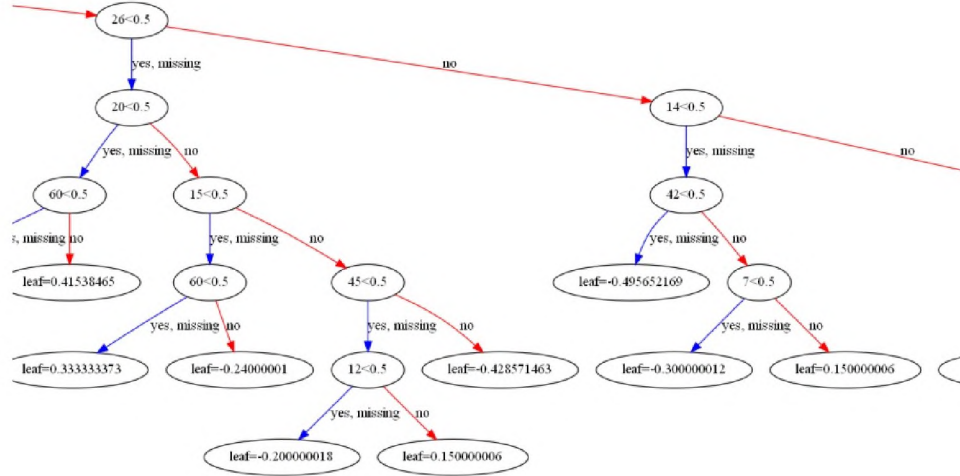 26<0.5
yes, missing
no
20<0.5
14<0.5
yes, missing
no
yes, missing
no
60<0.5
15<0.5
42<0.5
s, missing
no
yes, missing
no
yes, missing
no
leaf=0.41538465
60<0.5
45<0.5
leaf=-0.495652169
7<0.5
yes, missing
no
yes, missing
no
yes, missing
no
leaf=0.333333373
leaf=-0.24000001
12<0.5
leaf=-0.428571463
leaf=-0.300000012
leaf=0.150000006
yes, missing
no
leaf=-0.200000018
leaf=0.150000006